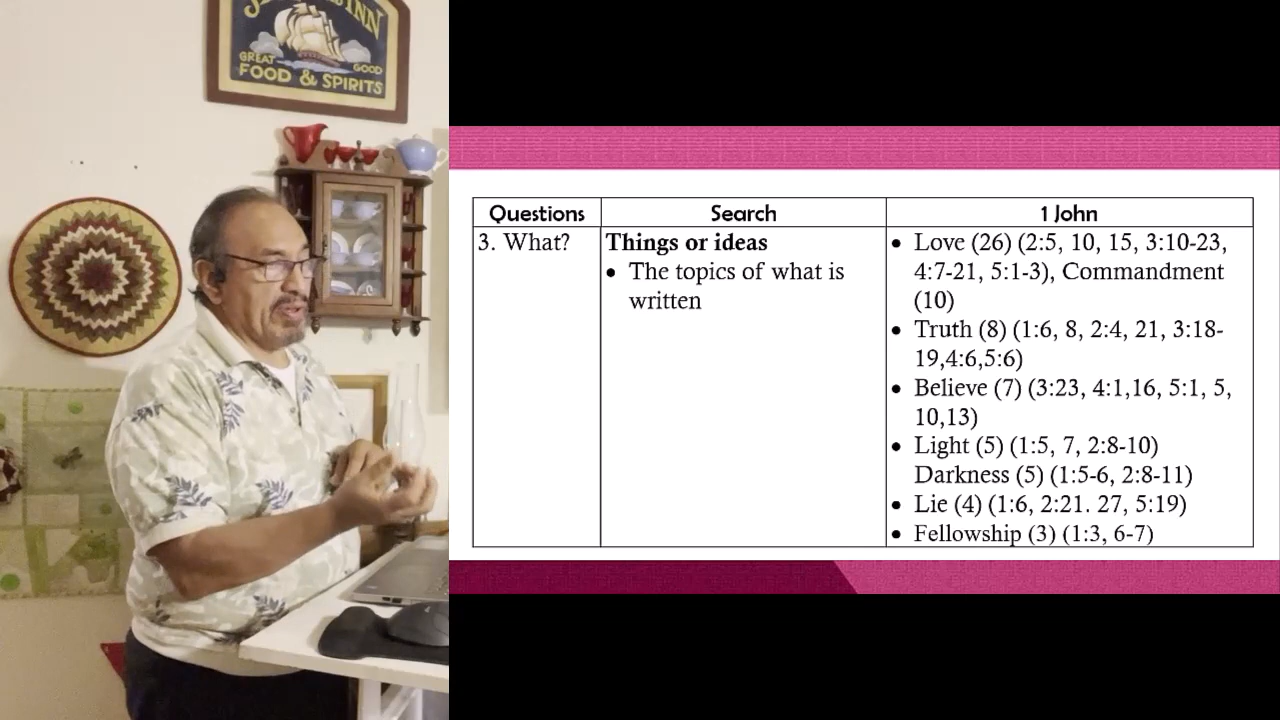 INN
GREAT GOOD
FOOD & SPIRITS
Questions
Search
1 John
3. What?
Things or ideas
• The topics of what is
written
• Love (26) (2:5, 10, 15, 3:10-23,
4:7-21, 5:1-3), Commandment
(10)
• Truth (8) (1:6, 8, 2:4, 21, 3:18-
19,4:6,5:6)
• Believe (7) (3:23, 4:1,16, 5:1, 5,
10,13)
• Light (5) (1:5, 7, 2:8-10)
Darkness (5) (1:5-6, 2:8-11)
• Lie (4) (1:6, 2:21. 27, 5:19)
• Fellowship (3) (1:3, 6-7)